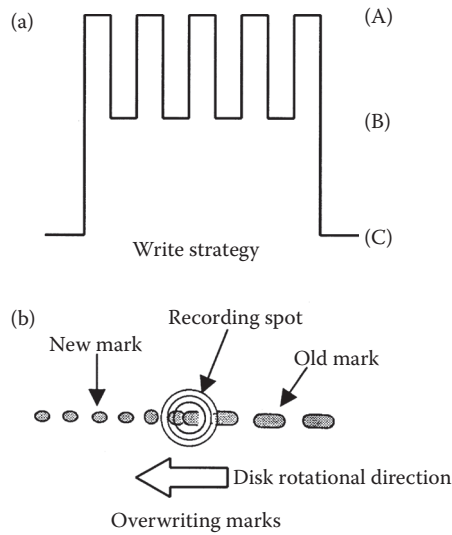 (a)
(A)
(B)
(C)
Write strategy
(b)
Recording spot
New mark
Old mark
Disk rotational direction
Overwriting marks